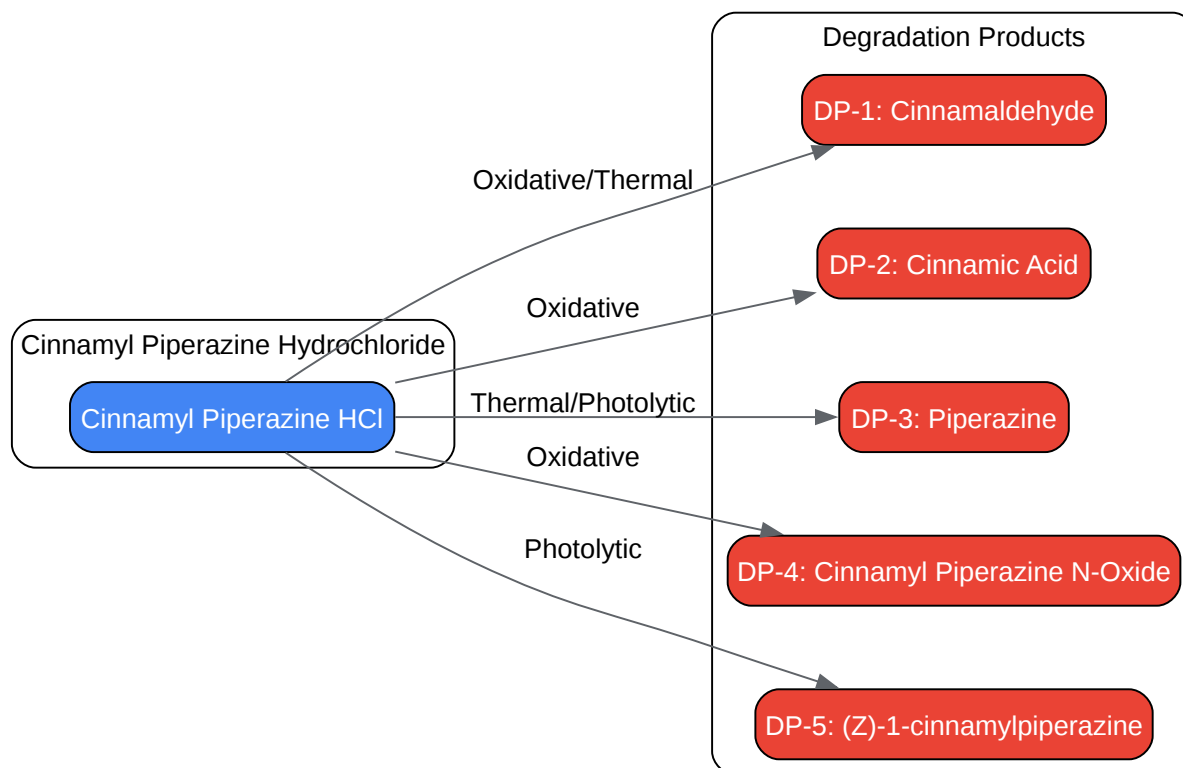 Degradation Products
DP-1: Cinnamaldehyde
Oxidative/Thermal
DP-2: Cinnamic Acid
Oxidative
Cinnamyl Piperazine Hydrochloride
Cinnamyl Piperazine HCl
Thermal/Photolytic
DP-3: Piperazine
Oxidative
Photolytic
DP-4: Cinnamyl Piperazine N-Oxide
DP-5: (Z)-1-cinnamylpiperazine